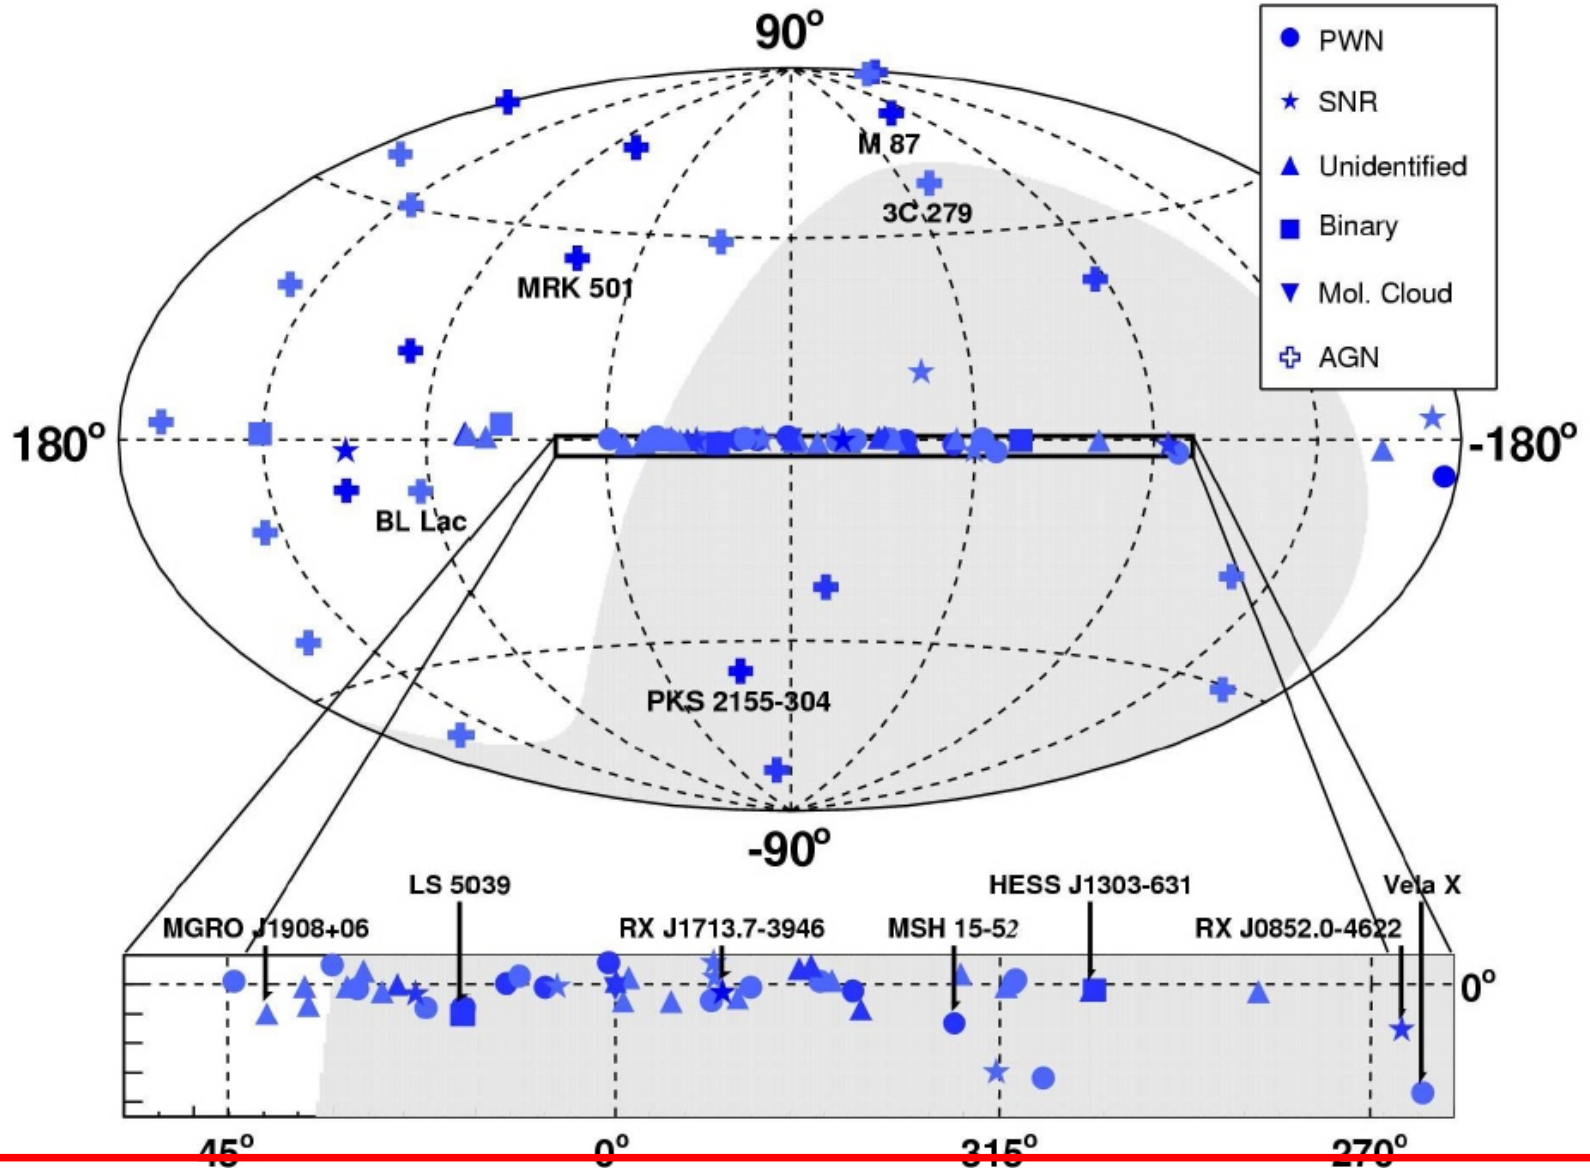 90°
PWN
SNR
Unidentified
Binary
Mol. Cloud
AGN
M 87
3C 279
MRK 501
180°
-180°
BL Lac
PKS 2155-304
-90°
LS 5039
HESS J1303-631
Vela X
MGRO J1908+06
RX J1713.7-3946
MSH 15-52
RX J0852.0-4622
0°
45°
0°
315°
270°